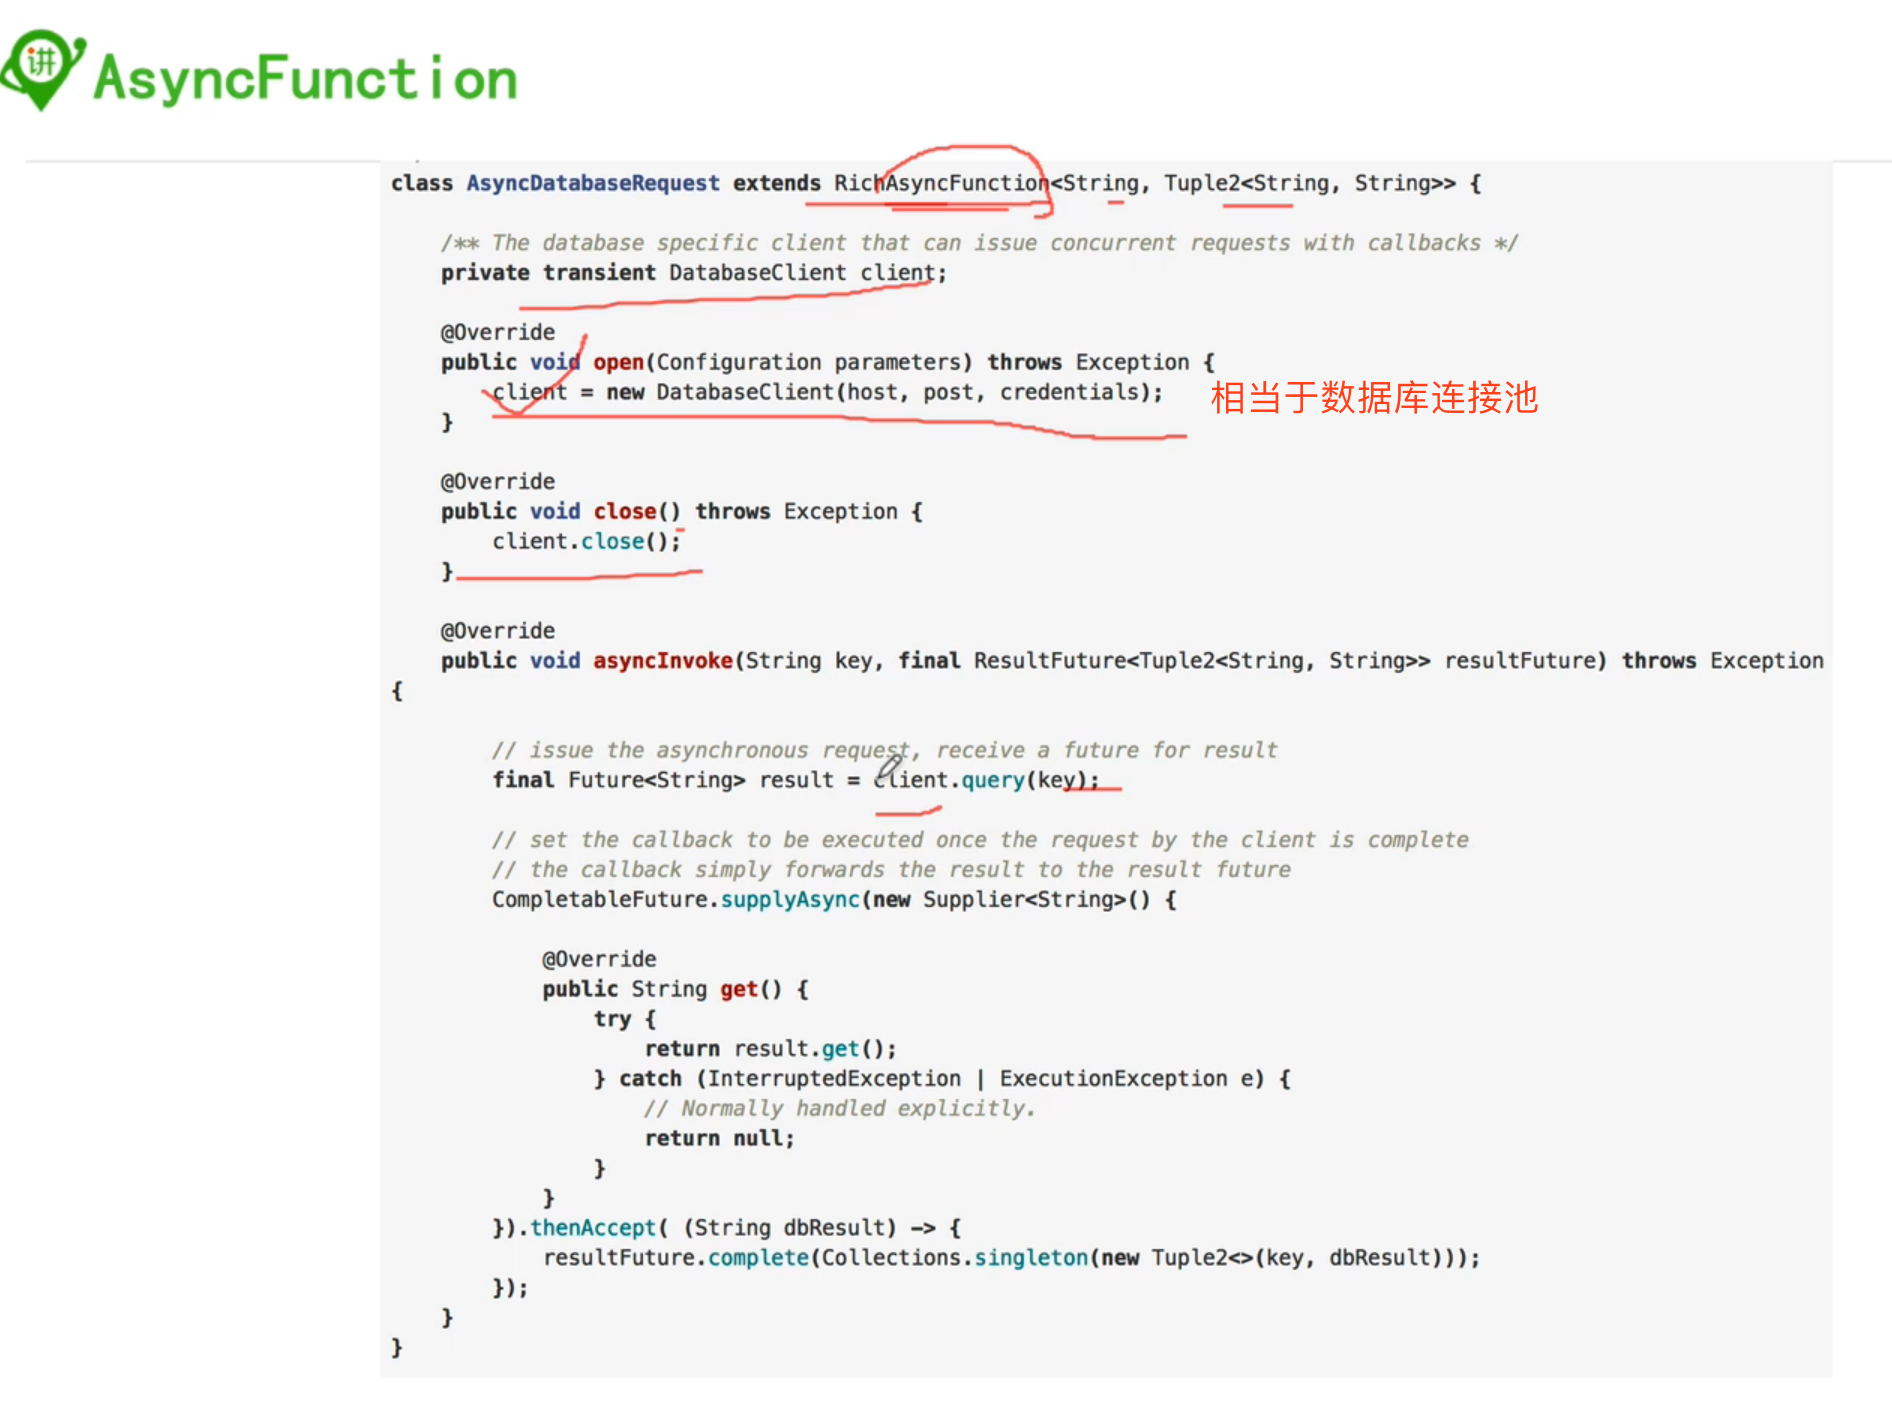 讲 AsyncFunction
class AsyncDatabaseRequest extends RichAsyncFunction<String, Tuple2<String, String>> {
/** The database specific client that can issue concurrent requests with callbacks */
private transient DatabaseClient client;
@Override
public void open(Configuration parameters) throws Exception {
client = new DatabaseClient(host, post, credentials);
相当于数据库连接池
}
@Override
public void close() throws Exception {
client.close();
}
@Override
public void asyncInvoke(String key, final ResultFuture<Tuple2<String, String>> resultFuture) throws Exception
{
// issue the asynchronous request, receive a future for result
final Future<String> result = client.query(key);
// set the callback to be executed once the request by the client is complete
// the callback simply forwards the result to the result future
CompletableFuture.supplyAsync(new Supplier<String>() {
@Override
public String get() {
try {
return result.get();
} catch (InterruptedException | ExecutionException e) {
// Normally handled explicitly.
return null;
}
}
}).thenAccept( (String dbResult) -> {
resultFuture.complete(Collections.singleton(new Tuple2<>(key, dbResult)));
});
}
}